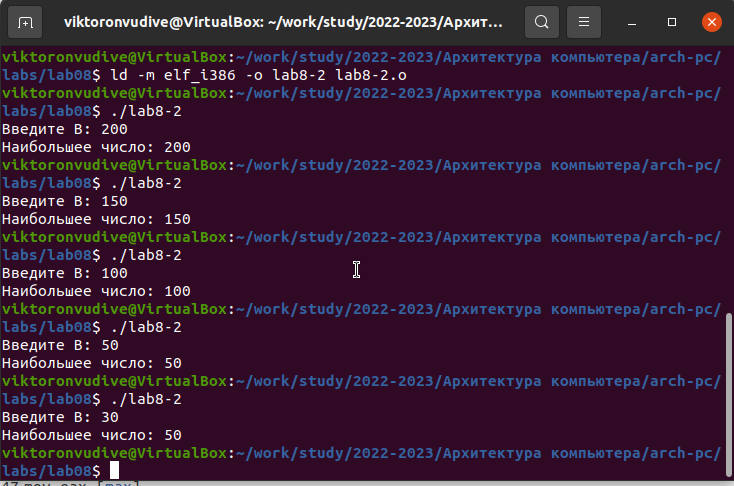 viktoronvudive@VirtualBox: ~/work/study/2022-2023/Архит...
viktoronvudive@VirtualBox:~/work/study/2022-2023/Архитектура компьютера/arch-pc/
labs/lab08$ ld -m elf_i386 -o lab8-2 lab8-2.o
viktoronvudive@VirtualBox:~/work/study/2022-2023/Архитектура компьютера/arch-pc/
labs/lab08$ ./lab8-2
Введите В: 200
Наибольшее число: 200
viktoronvudive@VirtualBox:~/work/study/2022-2023/Архитектура компьютера/arch-pc/
labs/lab08$ ./lab8-2
Введите В: 150
Наибольшее число: 150
viktoronvudive@VirtualBox:~/work/study/2022-2023/Архитектура компьютера/arch-pc/
labs/lab08$ ./lab8-2
Введите В: 100
Наибольшее число: 100
viktoronvudive@VirtualBox:~/work/study/2022-2023/Архитектура компьютера/arch-pc/
labs/lab08$ ./lab8-2
Введите В: 50
Наибольшее число: 50
viktoronvudive@VirtualBox:~/work/study/2022-2023/Архитектура компьютера/arch-pc/
labs/lab08$ ./lab8-2
Введите В: 30
Наибольшее число: 50
viktoronvudive@VirtualBox:~/work/study/2022-2023/Архитектура компьютера/arch-pc/
labs/lab08$